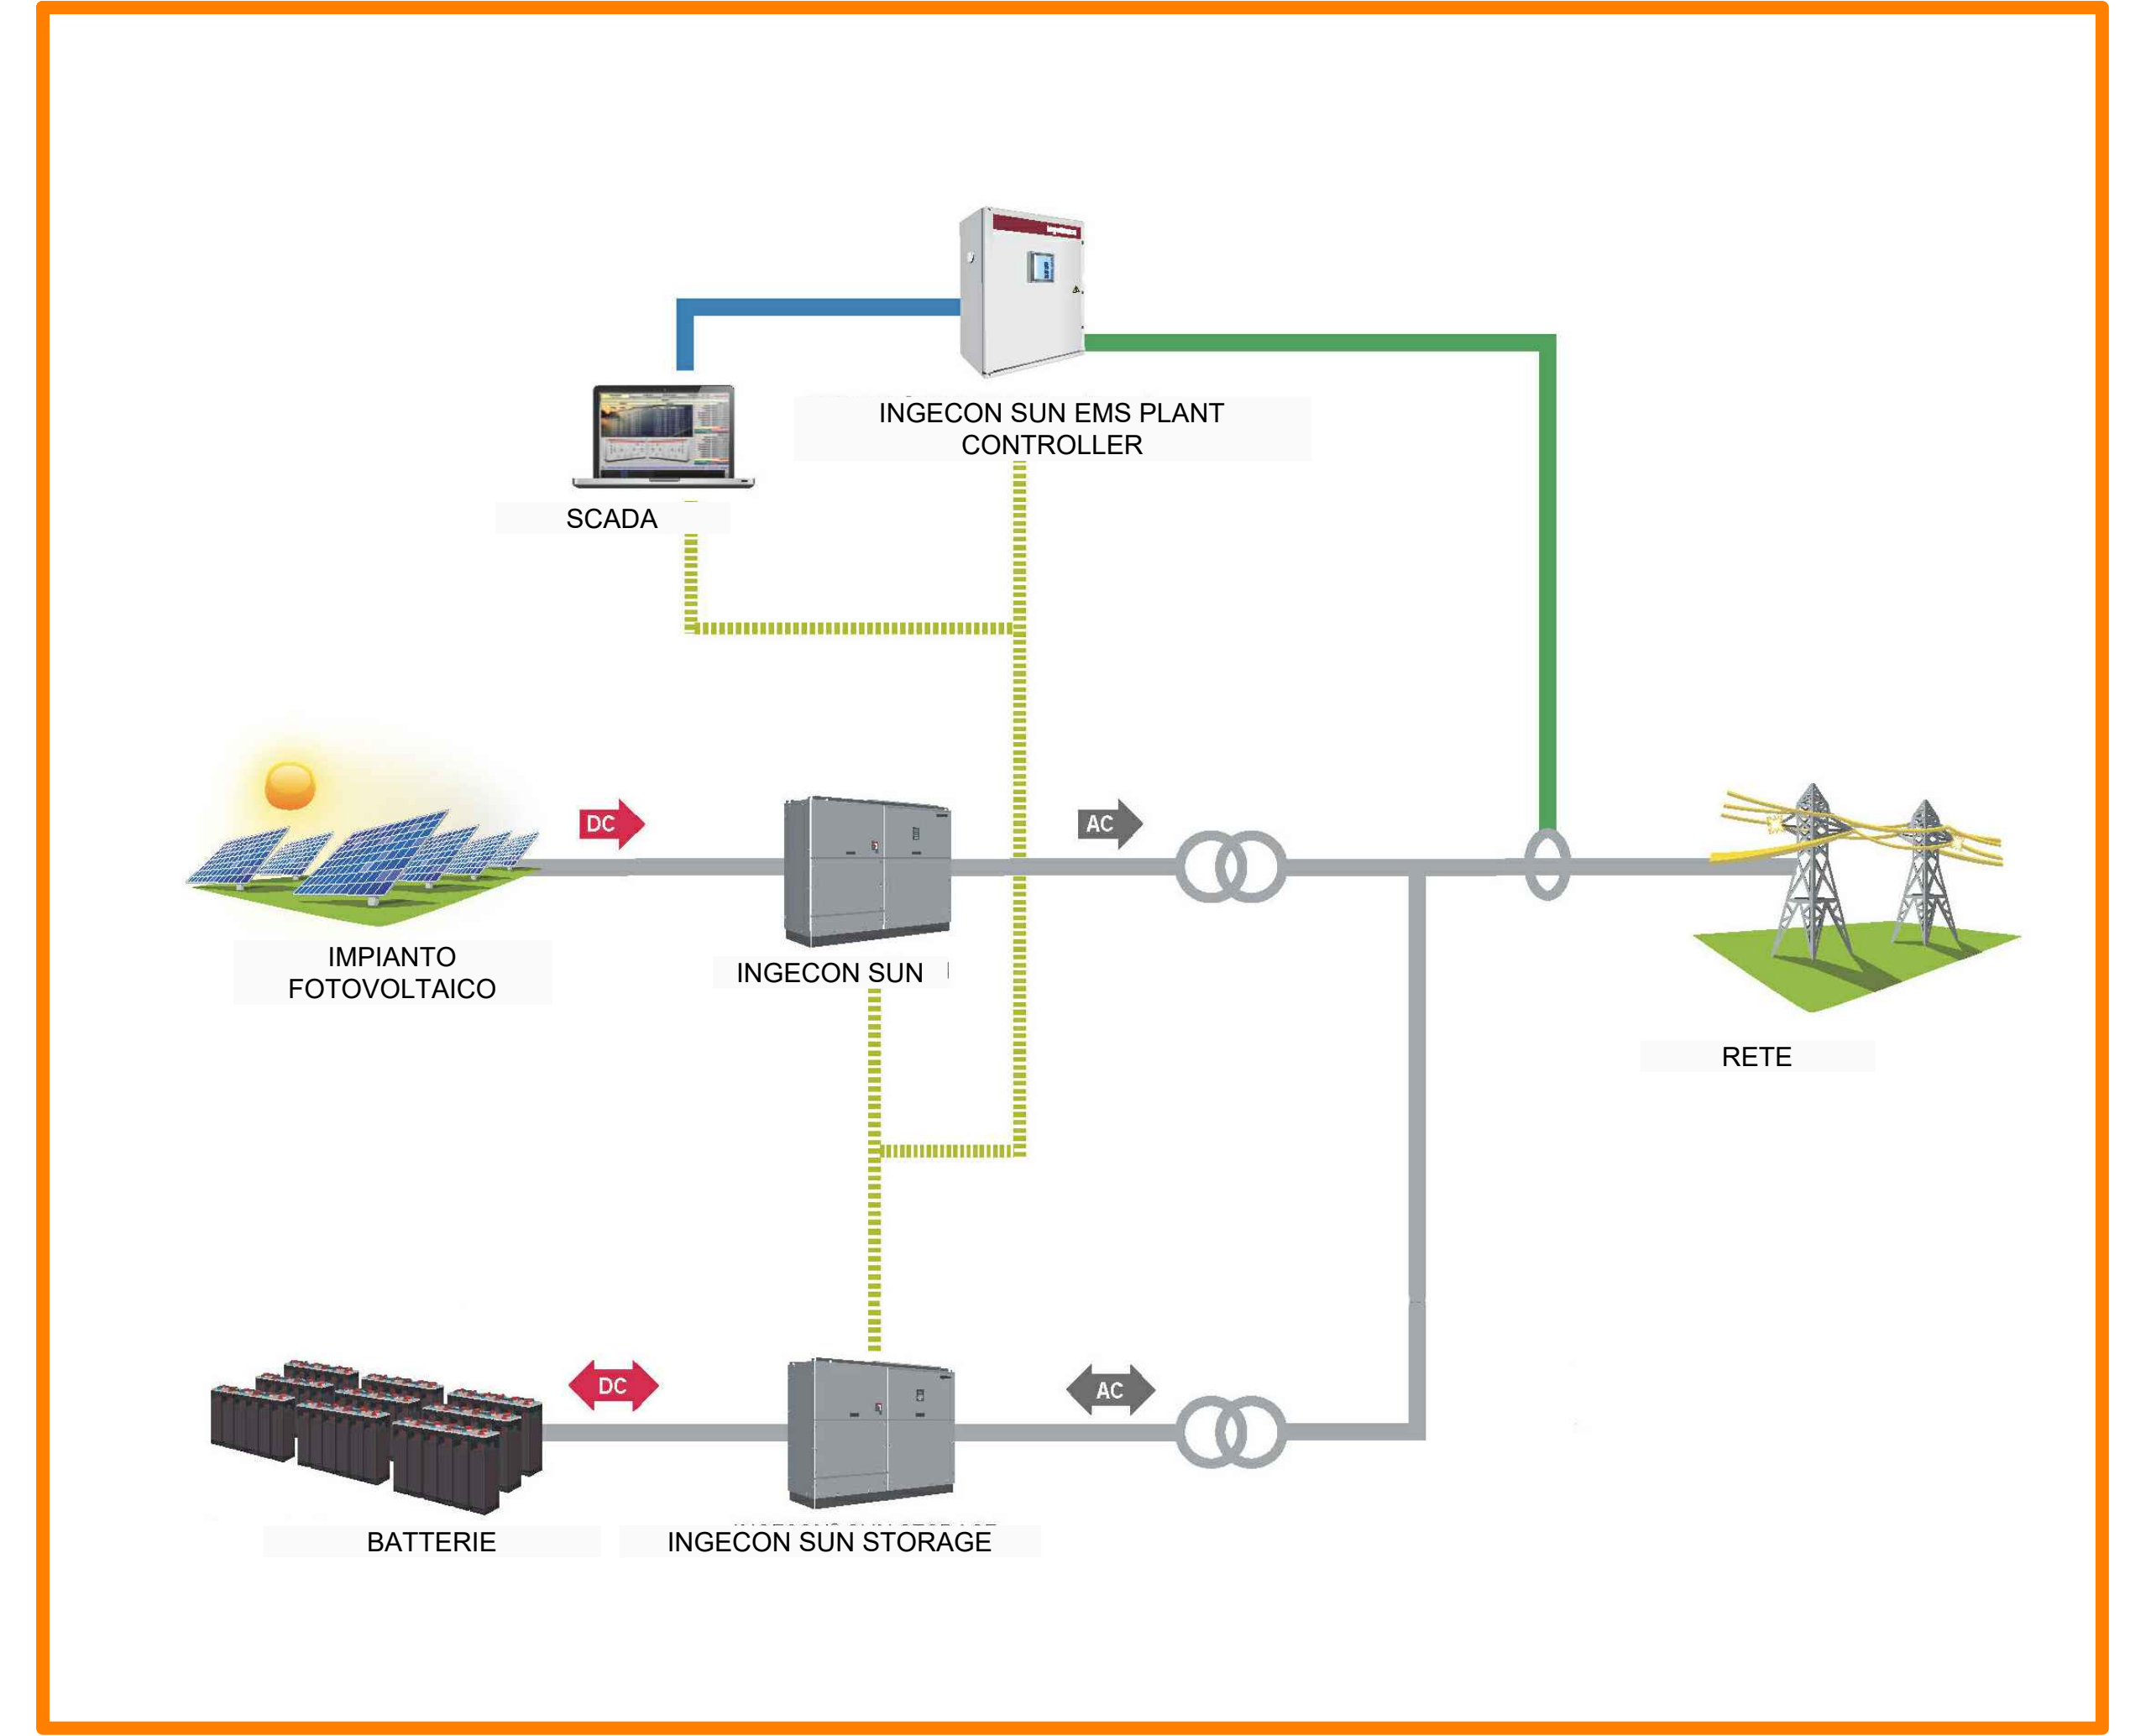 INGECON SUN EMS PLANT
CONTROLLER
SCADA
DC
AC
IMPIANTO
FOTOVOLTAICO
INGECON SUN
RETE
DC
AC
BATTERIE
INGECON SUN STORAGE